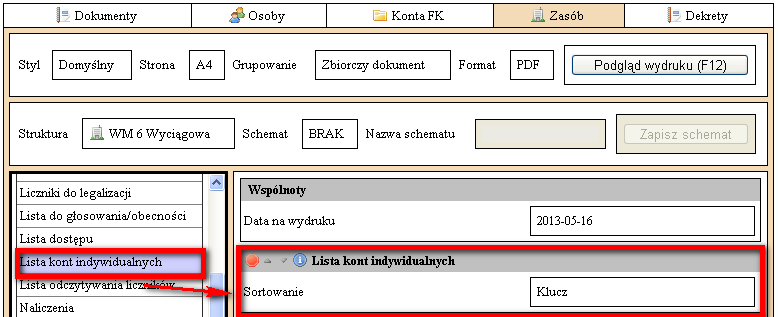 Dokumenty Osoby Konta FK Zasób Dekrety
Styl Domyślny Strona A4 Grupowanie Zbiorczy dokument Format PDF Podgląd wydruku (F12)
Struktura WM 6 Wyciągowa Schemat BRAK Nazwa schematu Zapisz schemat
Liczniki do legalizacji
Lista do głosowania/obecności
Lista dostępu
Lista kont indywidualnych
Lista odczytywania liczników
Naliczenia
Wspólnoty
Data na wydruku 2013-05-16
Lista kont indywidualnych
Sortowanie Klucz